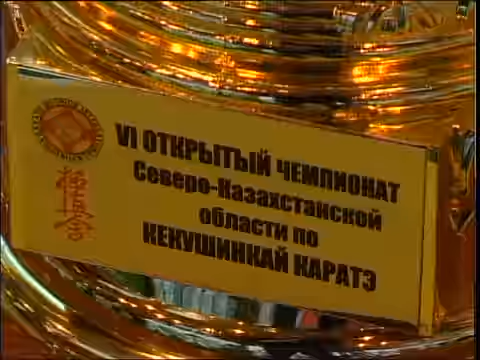 VI ОТКРЫТЫЙ ЧЕМПИОНАТ
Северо-Казахстанской
области по
КЕКУШИНКАЙ КАРАТЭ